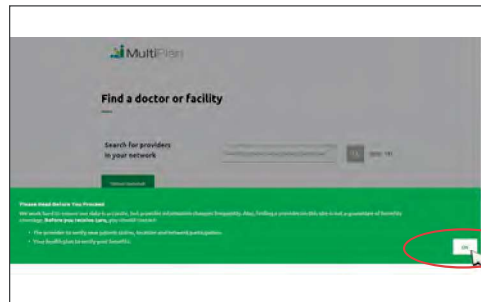 MultiPlan
Find a doctor or facility
Search for providers
in your network
Please Read Before You Proceed
We work hard to ensure our data is accurate, but provider information changes frequently. Also, finding a provider on this site is not a guarantee of benefits
coverage. Before you receive care, you should contact:
• The provider to verify new patient status, location and network participation.
• Your health plan to verify your benefits.
OK